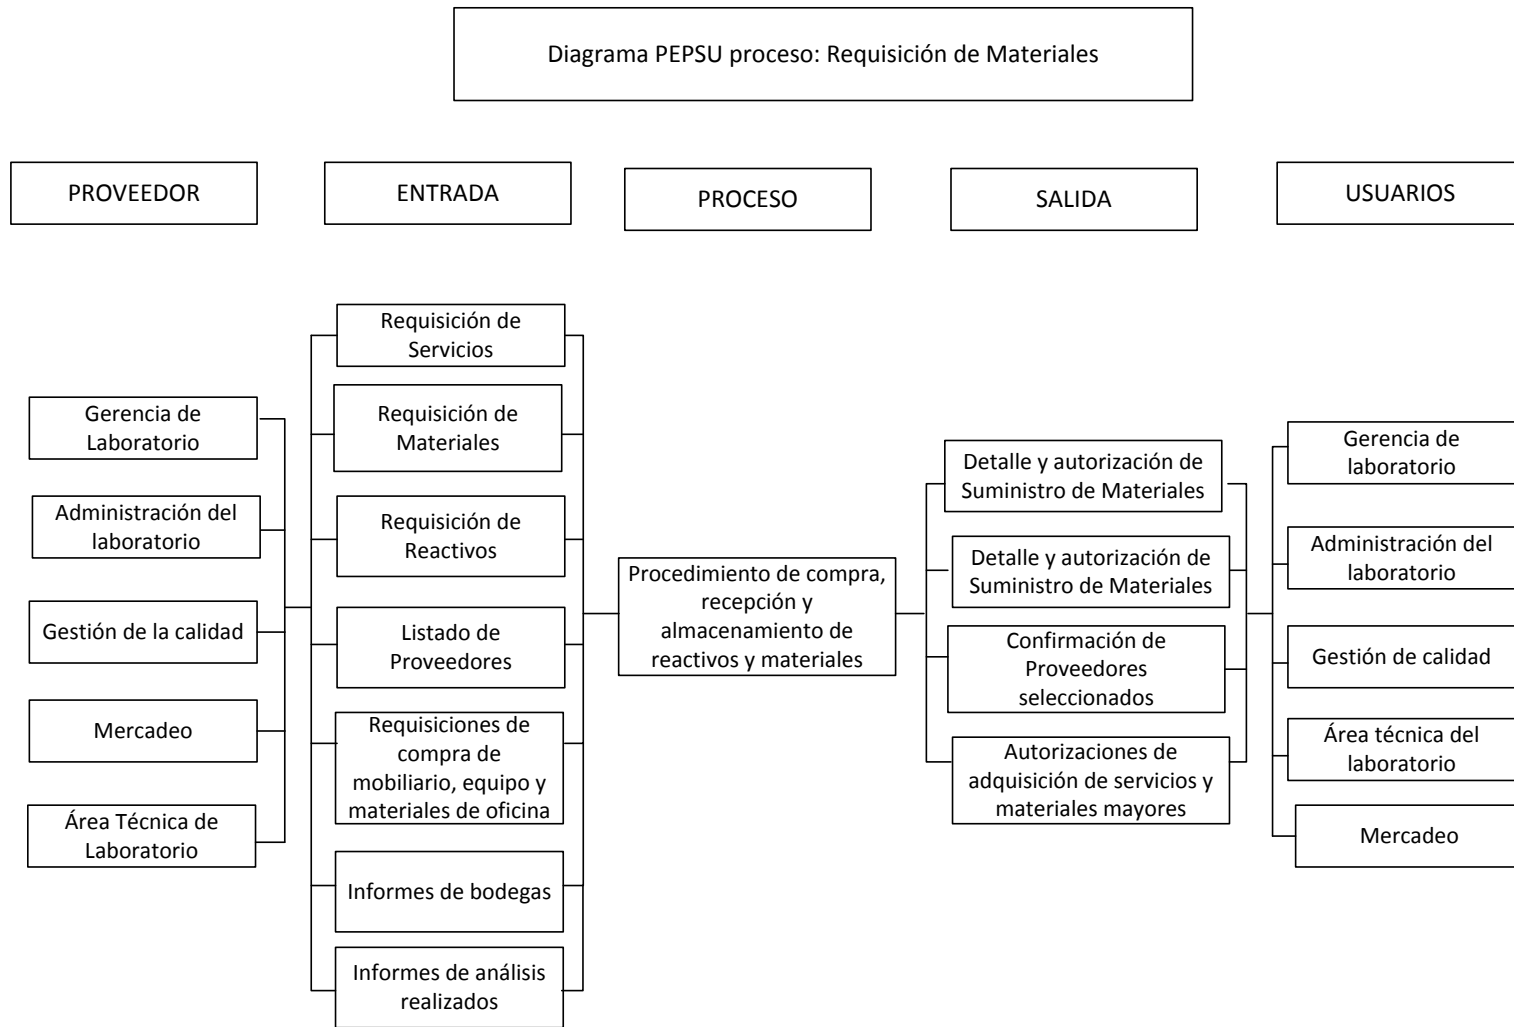 Diagrama PEPSU proceso: Requisición de Materiales
PROVEEDOR
ENTRADA
PROCESO
SALIDA
USUARIOS
Gerencia de
Laboratorio
Administración del
laboratorio
Gestión de la calidad
Mercadeo
Área Técnica de
Laboratorio
Requisición de
Servicios
Requisición de
Materiales
Requisición de
Reactivos
Listado de
Proveedores
Requisiciones de
compra de
mobiliario, equipo y
materiales de oficina
Informes de bodegas
Informes de análisis
realizados
Procedimiento de compra,
recepción y
almacenamiento de
reactivos y materiales
Detalle y autorización de
Suministro de Materiales
Detalle y autorización de
Suministro de Materiales
Confirmación de
Proveedores
seleccionados
Autorizaciones de
adquisición de servicios y
materiales mayores
Gerencia de
laboratorio
Administración del
laboratorio
Gestión de calidad
Área técnica del
laboratorio
Mercadeo